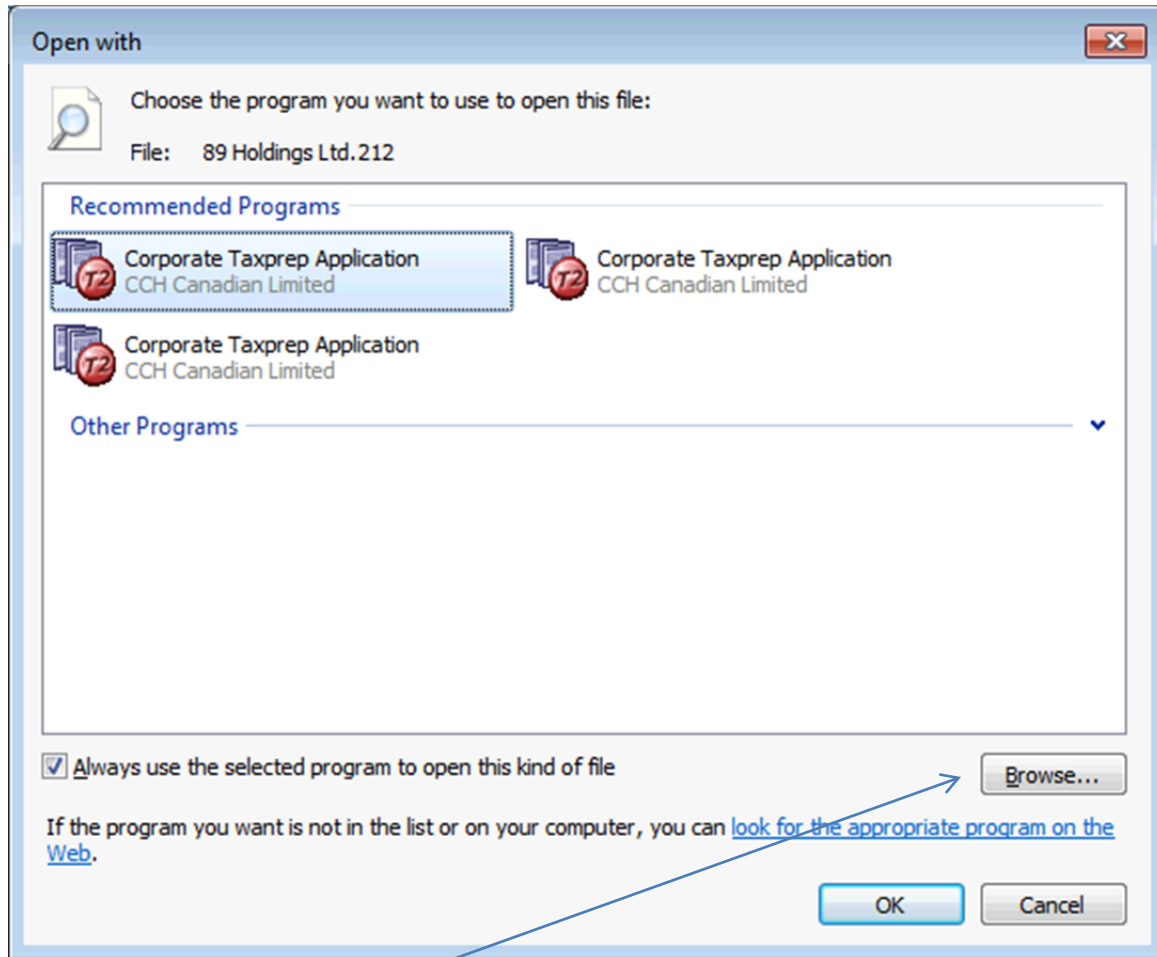 Open with
Choose the program you want to use to open this file:
File: 89 Holdings Ltd.212
Recommended Programs
T2 Corporate Taxprep Application
CCH Canadian Limited
T2 Corporate Taxprep Application
CCH Canadian Limited
T2 Corporate Taxprep Application
CCH Canadian Limited
Other Programs
Always use the selected program to open this kind of file
Browse...
If the program you want is not in the list or on your computer, you can look for the appropriate program on the
Web.
OK Cancel